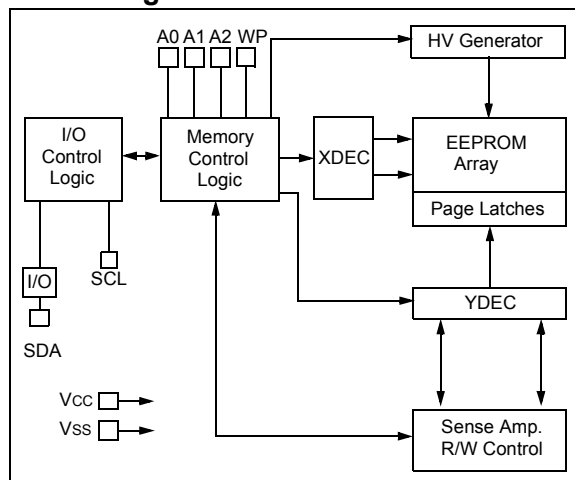 A0 A1 A2 WP
HV Generator
I/O
Control
Logic
Memory
Control
Logic
XDEC
EEPROM
Array
Page Latches
I/O
SCL
SDA
YDEC
Vcc
Vss
Sense Amp.
R/W Control